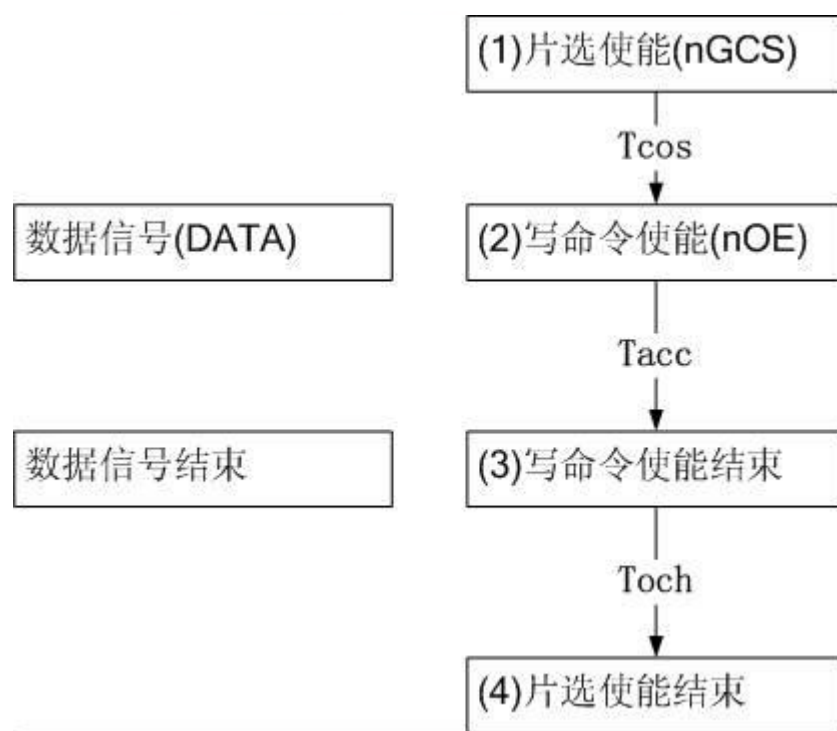 (1)片选使能(nGCS)
Tcos
数据信号(DATA)
(2)写命令使能(nOE)
Tacc
数据信号结束
(3)写命令使能结束
Toch
(4)片选使能结束